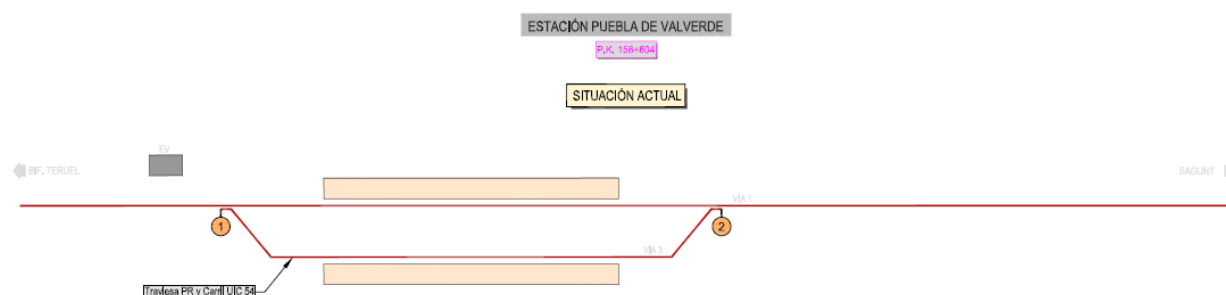 ESTACIÓN PUEBLA DE VALVERDE
P.K. 156+604
SITUACIÓN ACTUAL
EV
BIF. TERUEL
SAGUNT
VÍA 1
1
2
VÍA 3
Traviesa PR y Carril UIC 54